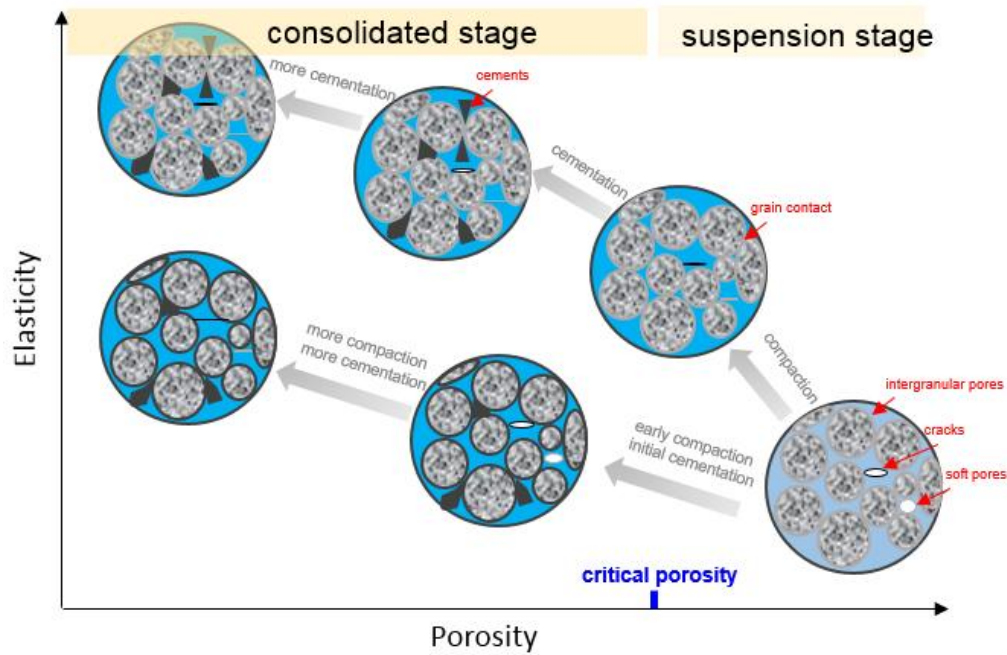 consolidated stage
suspension stage
more cementation
cements
cementation
grain contact
Elasticity
more compaction
more cementation
compaction
intergranular pores
cracks
early compaction
initial cementation
soft pores
critical porosity
Porosity